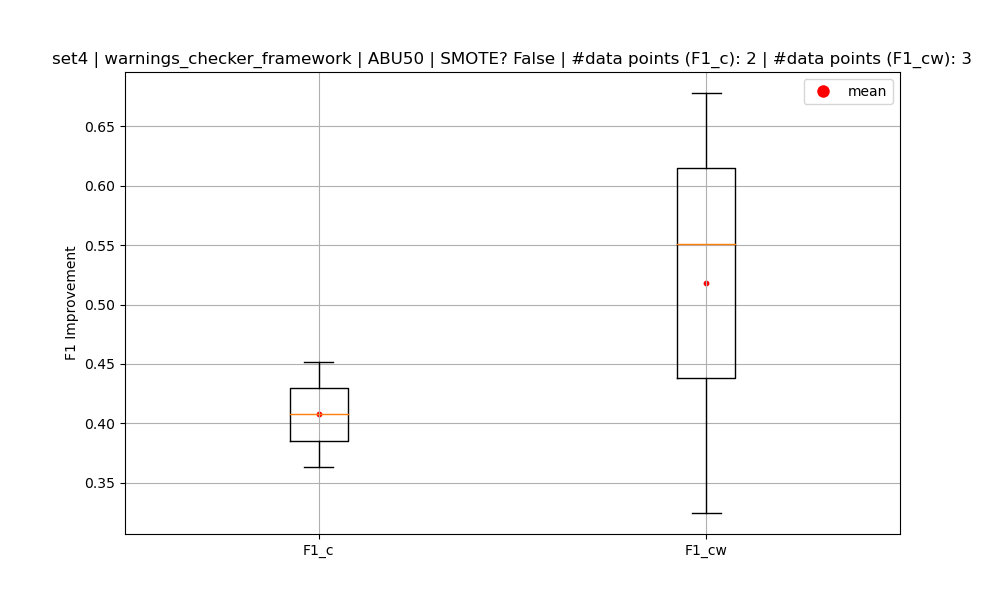 set4 | warnings_checker_framework | ABU50 | SMOTE? False | #data points (F1_c): 2 | #data points (F1_cw): 3
mean
0.65
0.60
0.55
0.50
0.45
0.40
0.35
F1 Improvement
F1_c
F1_cw